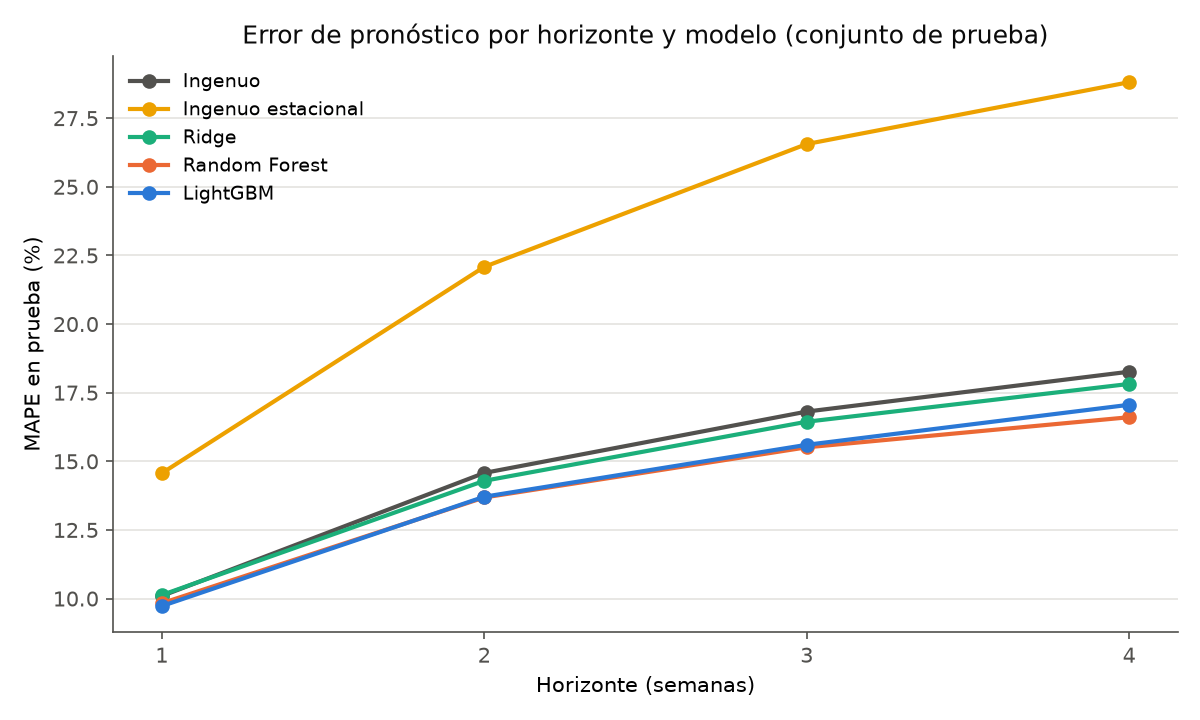 Error de pronóstico por horizonte y modelo (conjunto de prueba)
Ingenuo
Ingenuo estacional
Ridge
Random Forest
LightGBM
MAPE en prueba (%)
27.5
25.0
22.5
20.0
17.5
15.0
12.5
10.0
1 2 3 4
Horizonte (semanas)